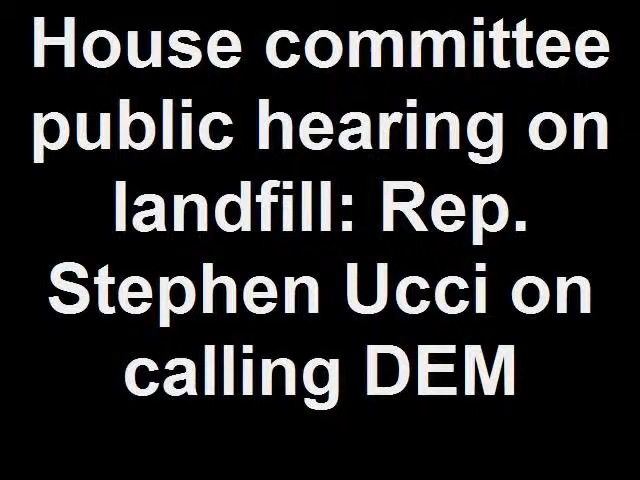 House committee
public hearing on
landfill: Rep.
Stephen Ucci on
calling DEM